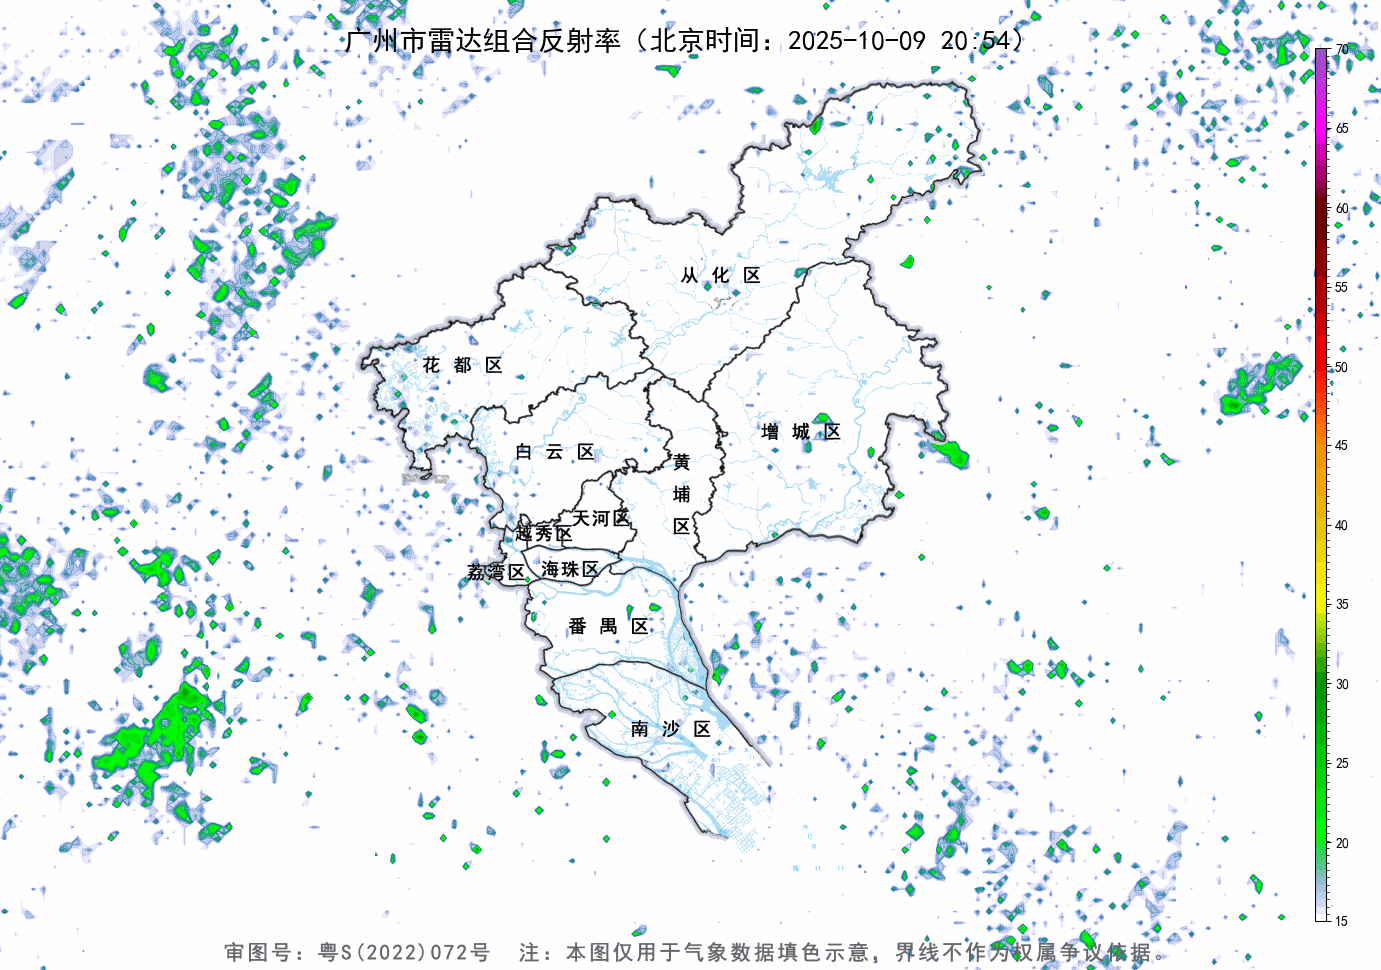 广州市雷达组合反射率（北京时间：2025-10-09 20:54）
70
65
60
55
50
45
40
35
30
25
20
15
从化区
花都区
增城区
白云区
黄埔区
天河区
越秀区
海珠区
荔湾区
番禺区
南沙区
审图号：粤S(2022)072号 注：本图仅用于气象数据填色示意，界线不作为权属争议依据。